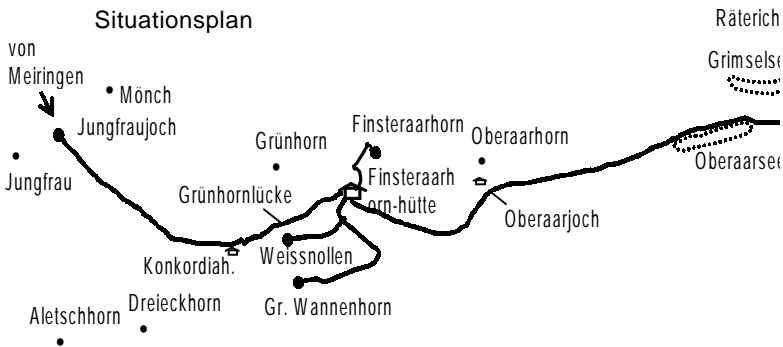 Situationsplan
Räterich
von
Meiringen
Grimselse
Mönch
Jungfraujoch
Finsteraarhorn
Grünhorn
Oberaarhorn
Jungfrau
Finsteraarh
orn-hütte
Oberaarsee
Grünhornlücke
Oberaarjoch
Konkordiah.
Weissnollen
Dreieckhorn
Gr. Wannenhorn
Aletschhorn